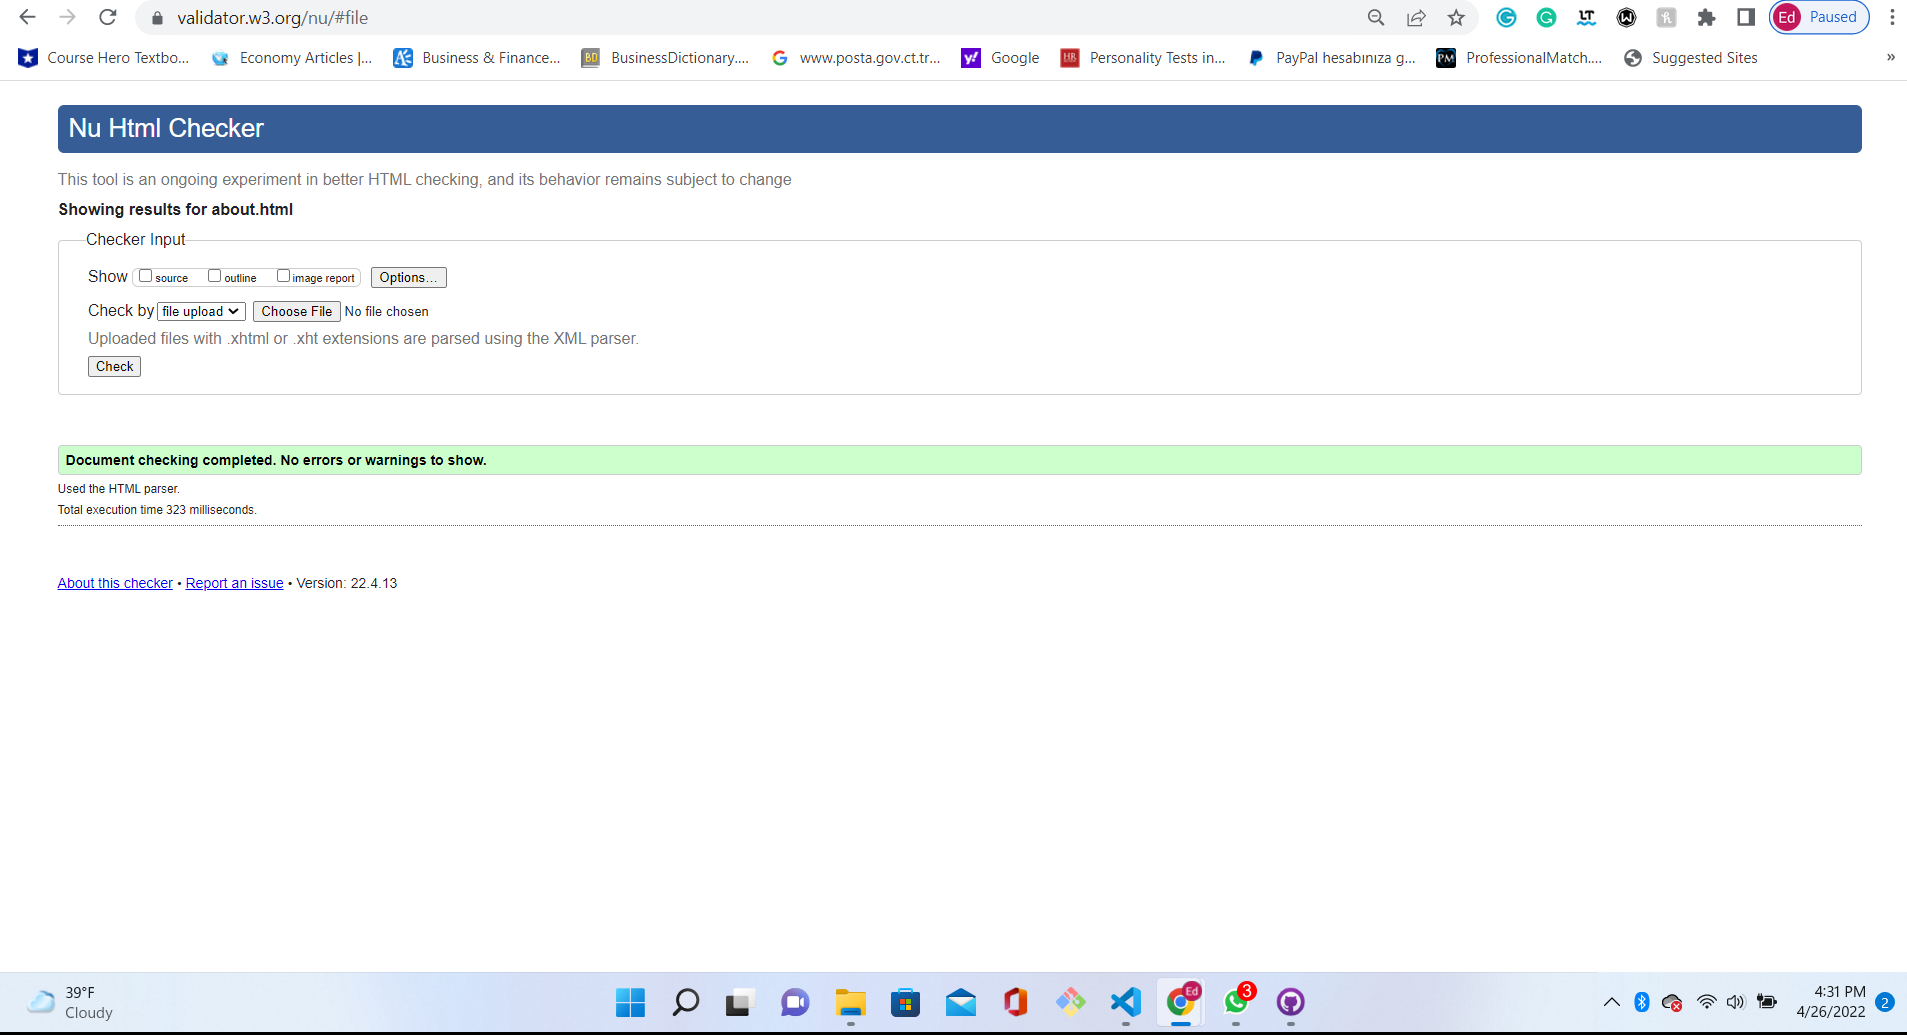 validator.w3.org/nu/#file
Ed Paused
Course Hero Textbo... Economy Articles |... Business & Finance... BD BusinessDictionary.... www.posta.gov.ct.tr... y! Google HR Personality Tests in... PayPal hesabınıza g... PM ProfessionalMatch.... Suggested Sites »
Nu Html Checker
This tool is an ongoing experiment in better HTML checking, and its behavior remains subject to change
Showing results for about.html
Checker Input
Show source outline image report Options...
Check by file upload Choose File No file chosen
Uploaded files with .xhtml or .xht extensions are parsed using the XML parser.
Check
Document checking completed. No errors or warnings to show.
Used the HTML parser.
Total execution time 323 milliseconds.
About this checker • Report an issue • Version: 22.4.13
39°F
Cloudy
Ed
3
4:31 PM
4/26/2022
2